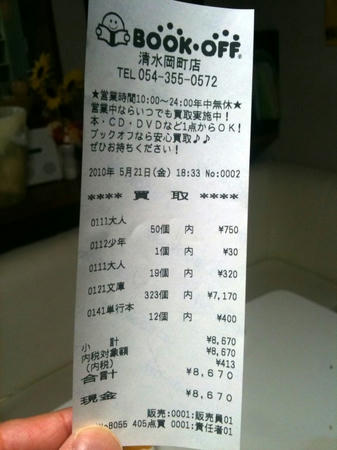 BOOK·OFF®
清水岡町店
TEL 054-355-0572
★営業時間10:00～24:00年中無休★
営業中ならいつでも買取実施中!
本・CD・DVDなど1点からOK!
ブックオフなら安心買取♪♪
ぜひお持ちください!
2010年 5月21日(金) 18:33 No:0002
**** 買 取 ****
0111大人
50個 内 ¥750
0112少年
1個 内 ¥30
0111大人
19個 内 ¥320
0121文庫
323個 内 ¥7,170
0141単行本
12個 内 ¥400
小 計 ¥8,670
内税対象額 ¥8,670
(内税) ¥413
合計 ¥8,670
現金 ¥8,670
販売:0001:販売員01
8055 405点買 0001:責任者01